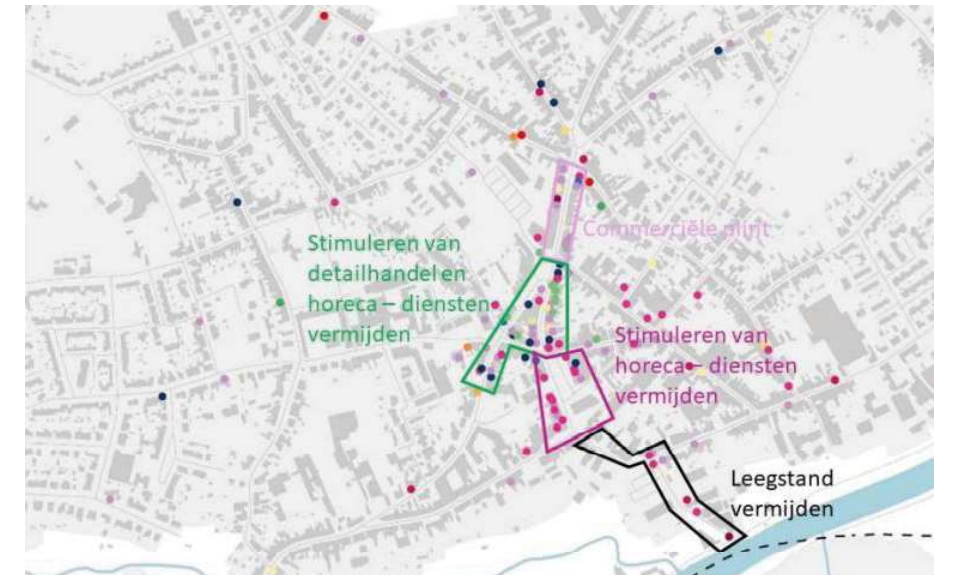 Commerciële plint
Stimuleren van
detailhandel en
horeca – diensten
vermijden
Stimuleren van
horeca – diensten
vermijden
Leegstand
vermijden